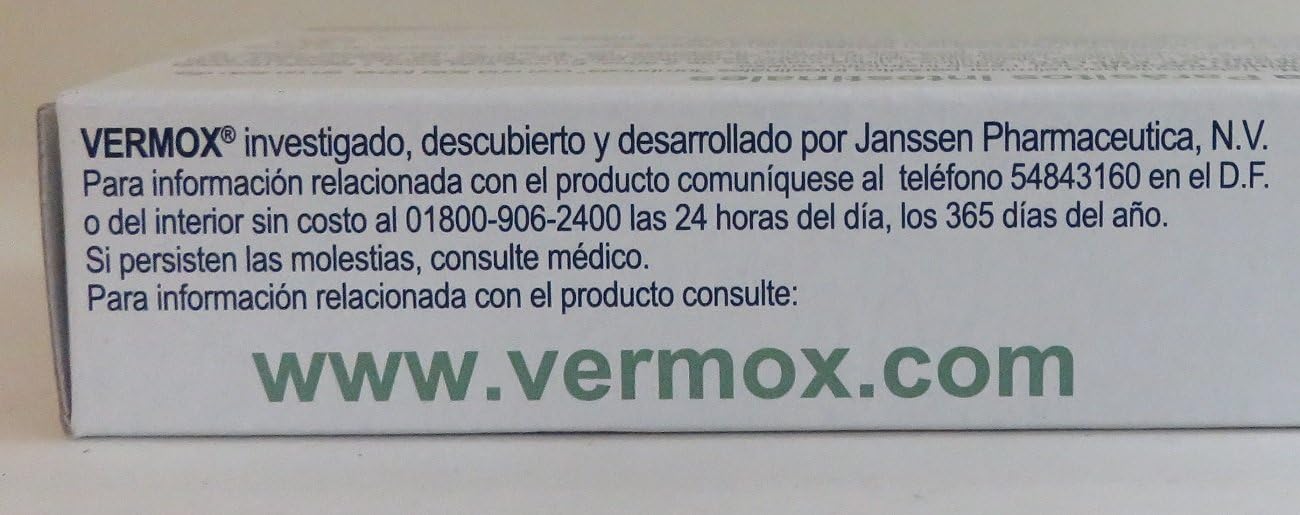 Parásitos Intestinales
VERMOX® investigado, descubierto y desarrollado por Janssen Pharmaceutica, N.V.
Para información relacionada con el producto comuníquese al teléfono 54843160 en el D.F.
o del interior sin costo al 01800-906-2400 las 24 horas del día, los 365 días del año.
Si persisten las molestias, consulte médico.
Para información relacionada con el producto consulte:
www.vermox.com